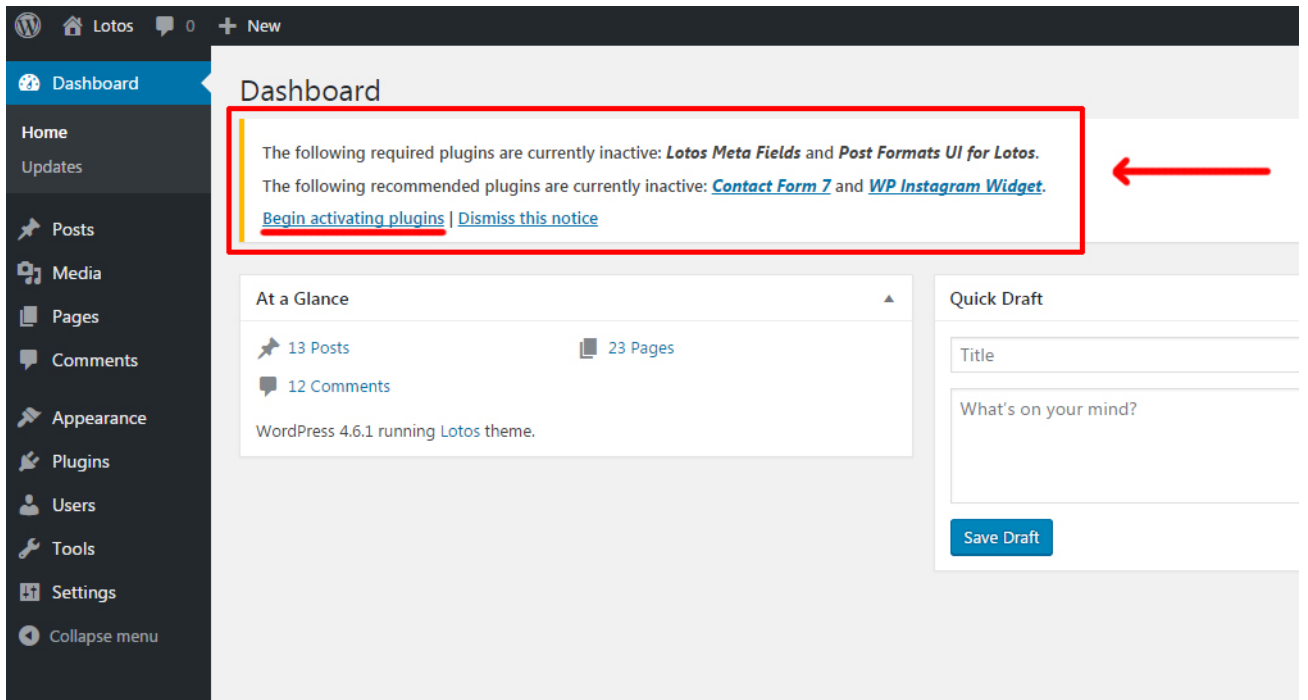 Lotos 0 New
Dashboard
Home
Updates
Posts
Media
Pages
Comments
Appearance
Plugins
Users
Tools
Settings
Collapse menu
Dashboard
The following required plugins are currently inactive: Lotos Meta Fields and Post Formats UI for Lotos.
The following recommended plugins are currently inactive: Contact Form 7 and WP Instagram Widget.
Begin activating plugins | Dismiss this notice
At a Glance
13 Posts 23 Pages
12 Comments
WordPress 4.6.1 running Lotos theme.
Quick Draft
Title
What's on your mind?
Save Draft